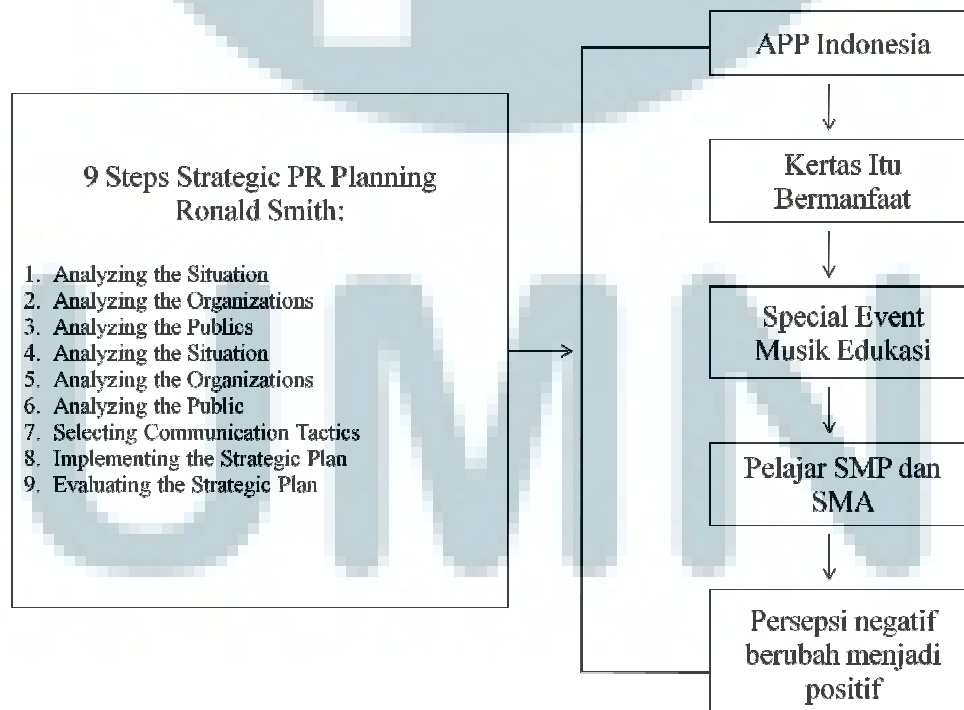 9 Steps Strategic PR Planning
Ronald Smith:
1. Analyzing the Situation
2. Analyzing the Organizations
3. Analyzing the Publics
4. Analyzing the Situation
5. Analyzing the Organizations
6. Analyzing the Public
7. Selecting Communication Tactics
8. Implementing the Strategic Plan
9. Evaluating the Strategic Plan
APP Indonesia
Kertas Itu
Bermanfaat
Special Event
Musik Edukasi
Pelajar SMP dan
SMA
Persepsi negatif
berubah menjadi
positif
UMN